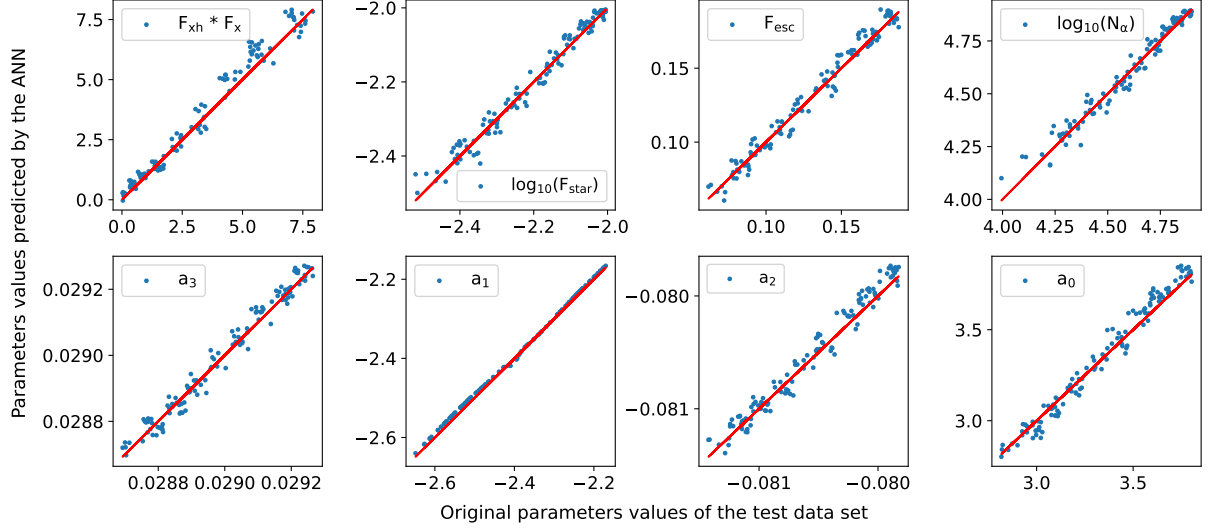 Parameters values predicted by the ANN
7.5
5.0
2.5
0.0
F_xh * F_x
0.0 2.5 5.0 7.5
−2.0
−2.2
−2.4
log₁₀(F_star)
−2.4 −2.2 −2.0
0.15
0.10
F_esc
0.10 0.15
4.75
4.50
4.25
4.00
log₁₀(N_α)
4.00 4.25 4.50 4.75
0.0292
0.0290
0.0288
a₃
0.0288 0.0290 0.0292
−2.2
−2.4
−2.6
a₁
−2.6 −2.4 −2.2
−0.080
−0.081
a₂
−0.081 −0.080
3.5
3.0
a₀
3.0 3.5
Original parameters values of the test data set